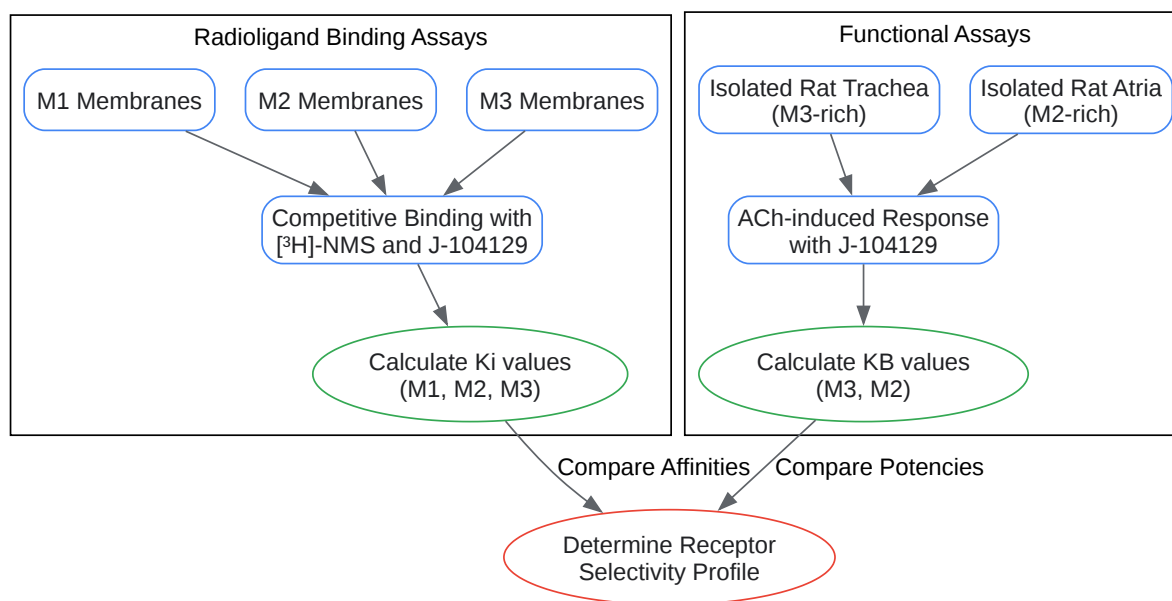 Radioligand Binding Assays
Functional Assays
M1 Membranes
M2 Membranes
M3 Membranes
Isolated Rat Trachea
(M3-rich)
Isolated Rat Atria
(M2-rich)
Competitive Binding with
[³H]-NMS and J-104129
ACh-induced Response
with J-104129
Calculate Ki values
(M1, M2, M3)
Calculate KB values
(M3, M2)
Compare Affinities
Compare Potencies
Determine Receptor
Selectivity Profile